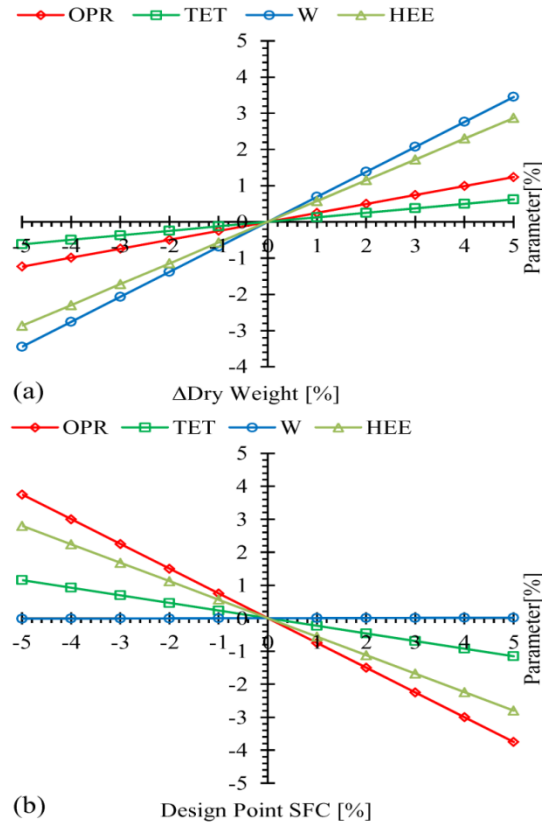 OPR TET W HEE
5
4
3
2
1
0
-5 -4 -3 -2 -1 0 1 2 3 4 5
-1
-2
-3
-4
Parameter[%]
(a) ΔDry Weight [%]
OPR TET W HEE
5
4
3
2
1
0
-5 -4 -3 -2 -1 0 1 2 3 4 5
-1
-2
-3
-4
-5
Parameter[%]
(b) Design Point SFC [%]